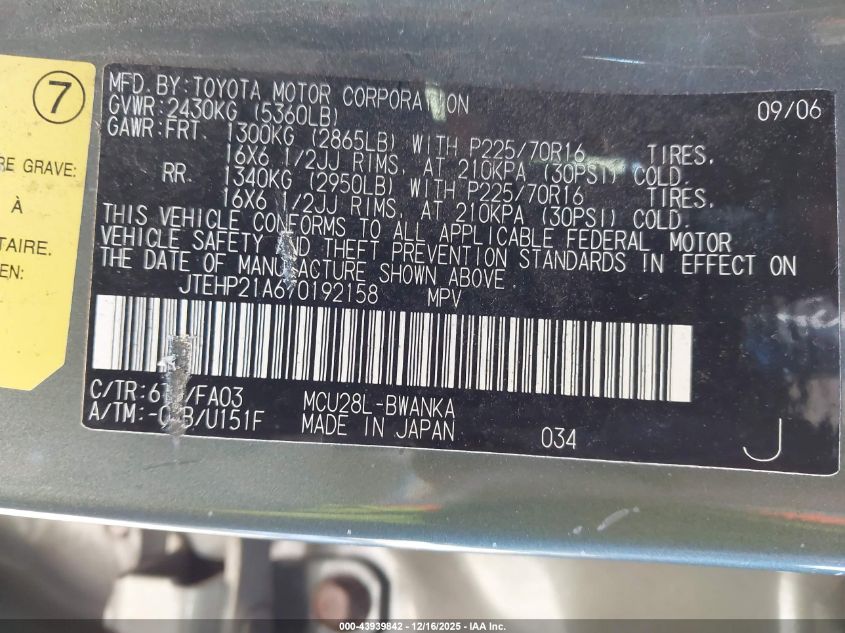 7
RE GRAVE:
À
TAIRE.
EN:
MFD.BY:TOYOTA MOTOR CORPORATION 09/06
GVWR:2430KG (5360LB)
GAWR:FRT. 1300KG (2865LB) WITH P225/70R16 TIRES,
16X6 1/2JJ RIMS, AT 210KPA (30PSI) COLD.
RR. 1340KG (2950LB) WITH P225/70R16 TIRES,
16X6 1/2JJ RIMS, AT 210KPA (30PSI) COLD.
THIS VEHICLE CONFORMS TO ALL APPLICABLE FEDERAL MOTOR
VEHICLE SAFETY AND THEFT PREVENTION STANDARDS IN EFFECT ON
THE DATE OF MANUFACTURE SHOWN ABOVE.
JTEHP21A670192158 MPV
C/TR: /FA03 MCU28L-BWANKA
A/TM: /U151F MADE IN JAPAN 034 J
000-43939842 - 12/16/2025 - IAA Inc.